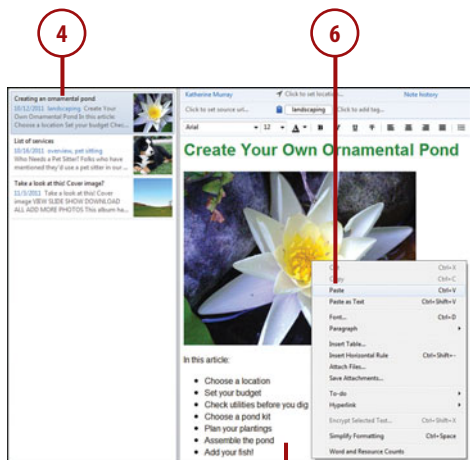 4
6
Creating an ornamental pond
10/12/2011 landscaping Create Your
Own Ornamental Pond In this article:
Choose a location Set your budget Chec...
List of services
10/18/2011 overview, pet sitting
Who Needs a Pet Sitter? Folks who have
mentioned they'd use a pet sitter in our ...
Take a look at this! Cover image?
11/3/2011 Take a look at this! Cover
image VIEW SLIDE SHOW DOWNLOAD
ALL ADD MORE PHOTOS This album ha...
Katherine Murray Click to set location... Note history
Click to set source url... landscaping Click to add tag...
Arial 12 A B I U T
Create Your Own Ornamental Pond
Cut Ctrl+X
Copy Ctrl+C
Paste Ctrl+V
Paste as Text Ctrl+Shift+V
Font... Ctrl+D
Paragraph
Insert Table...
Insert Horizontal Rule Ctrl+Shift+-
Attach Files...
Save Attachments...
To-do
Hyperlink
Encrypt Selected Text... Ctrl+Shift+X
Simplify Formatting Ctrl+Space
Word and Resource Counts
In this article:
• Choose a location
• Set your budget
• Check utilities before you dig
• Choose a pond kit
• Plan your plantings
• Assemble the pond
• Add your fish!